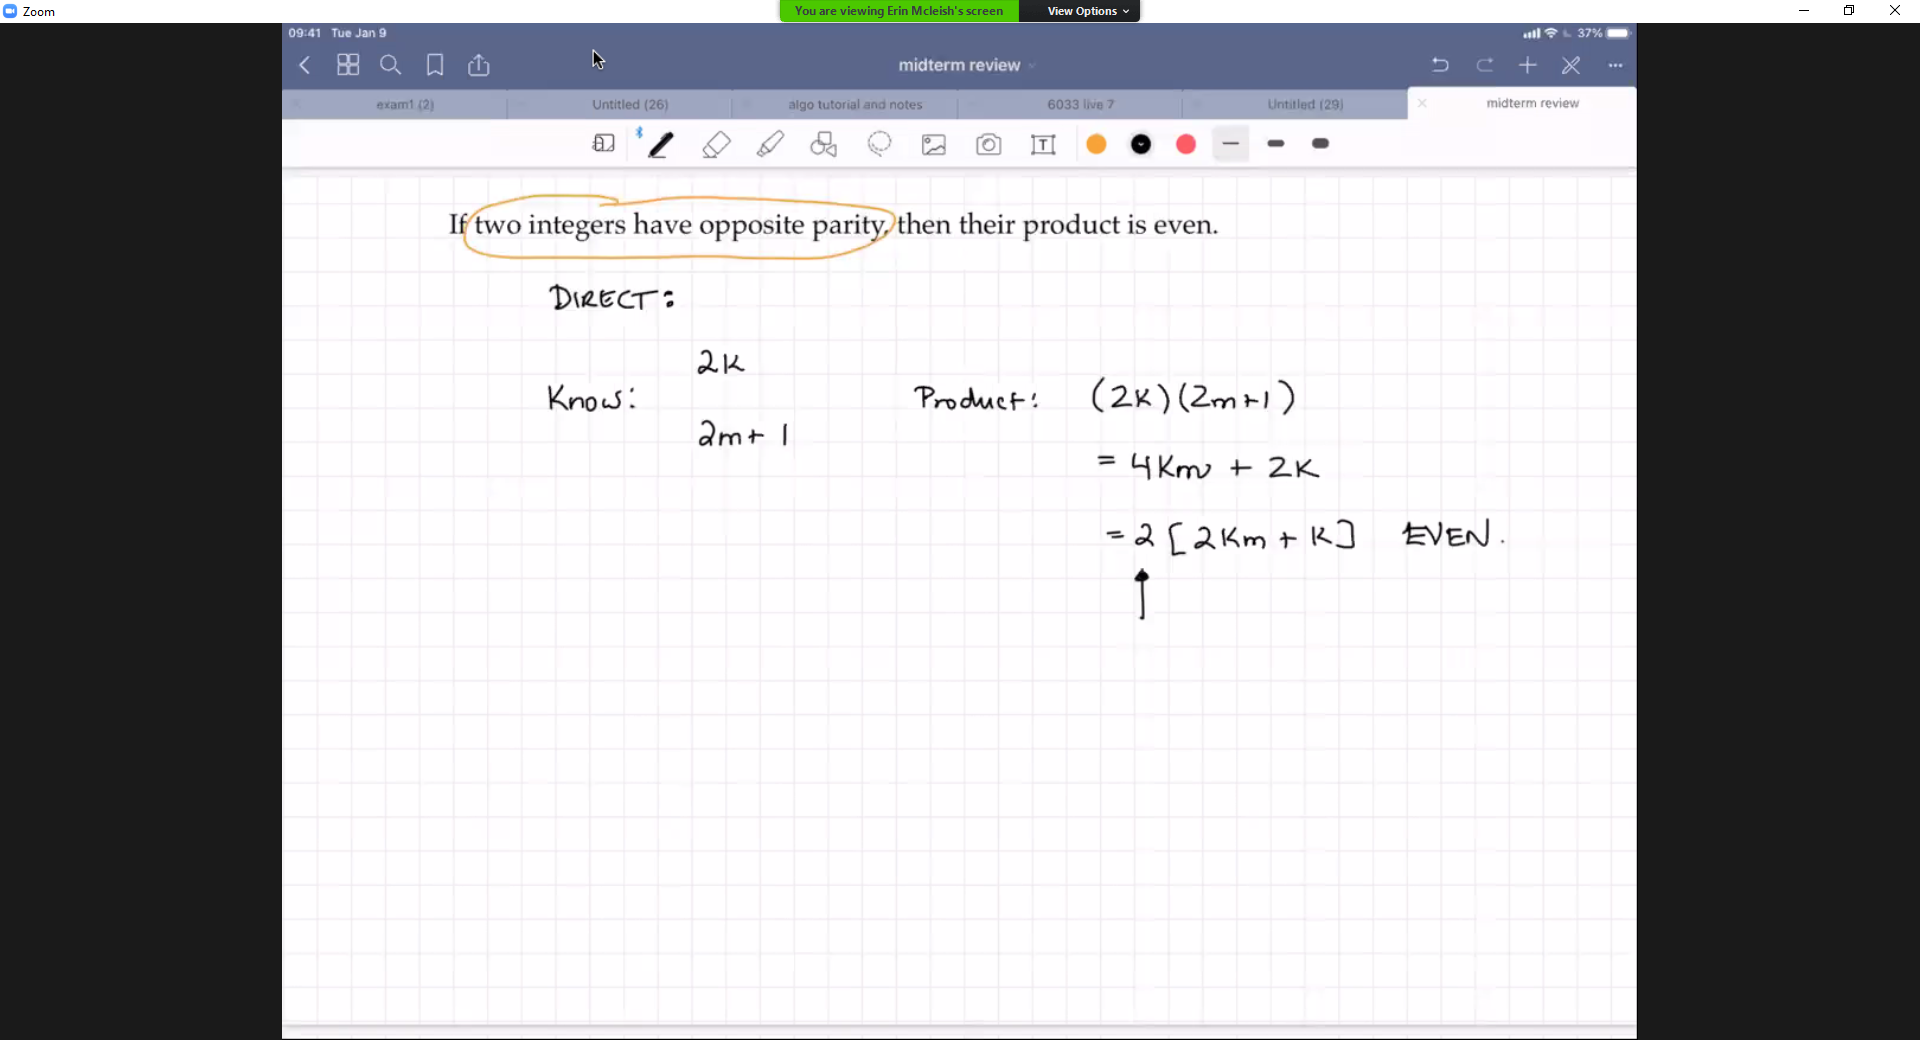 Zoom
You are viewing Erin Mcleish's screen View Options
09:41 Tue Jan 9 37%
midterm review
exam1 (2) Untitled (26) algo tutorial and notes 6033 live 7 Untitled (29) midterm review
If two integers have opposite parity, then their product is even.
DIRECT:
2k
Know: Product: (2k)(2m+1)
2m+ 1
= 4km + 2k
= 2 [2km + k] EVEN.